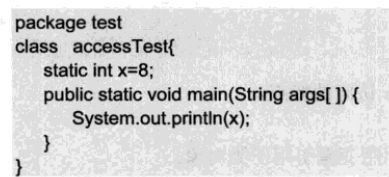 package test
class accessTest{
static int x=8;
public static void main(String args[ ]) {
System.out.println(x);
}
}